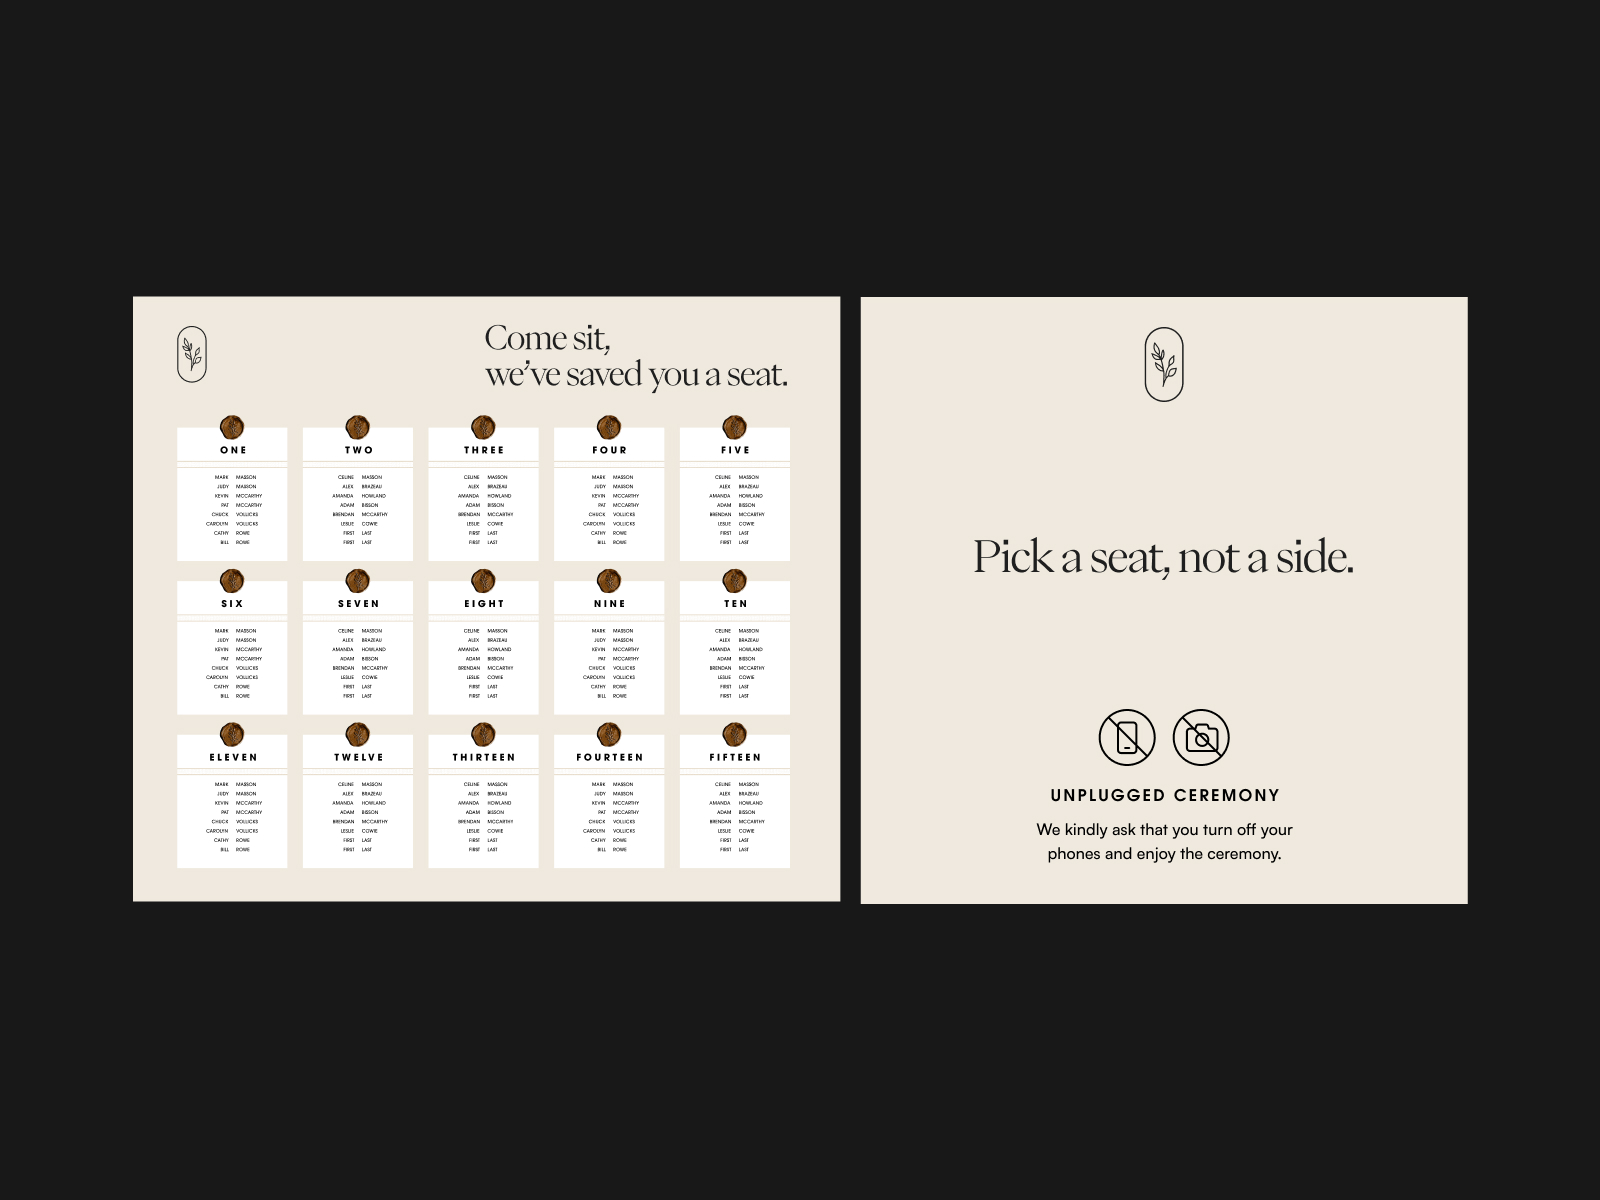 Come sit,
we've saved you a seat.
ONE
MARK MASSON
JUDY MASSON
KEVIN MCCARTHY
PAT MCCARTHY
CHUCK VOLLICKS
CAROLYN VOLLICKS
CATHY ROWE
BILL ROWE
TWO
CELINE MASSON
ALEX BRAZEAU
AMANDA HOWLAND
ADAM BISSON
BRENDAN MCCARTHY
LESLIE COWIE
FIRST LAST
FIRST LAST
THREE
CELINE MASSON
ALEX BRAZEAU
AMANDA HOWLAND
ADAM BISSON
BRENDAN MCCARTHY
LESLIE COWIE
FIRST LAST
FIRST LAST
FOUR
MARK MASSON
JUDY MASSON
KEVIN MCCARTHY
PAT MCCARTHY
CHUCK VOLLICKS
CAROLYN VOLLICKS
CATHY ROWE
BILL ROWE
FIVE
CELINE MASSON
ALEX BRAZEAU
AMANDA HOWLAND
ADAM BISSON
BRENDAN MCCARTHY
LESLIE COWIE
FIRST LAST
FIRST LAST
SIX
MARK MASSON
JUDY MASSON
KEVIN MCCARTHY
PAT MCCARTHY
CHUCK VOLLICKS
CAROLYN VOLLICKS
CATHY ROWE
BILL ROWE
SEVEN
CELINE MASSON
ALEX BRAZEAU
AMANDA HOWLAND
ADAM BISSON
BRENDAN MCCARTHY
LESLIE COWIE
FIRST LAST
FIRST LAST
EIGHT
CELINE MASSON
ALEX BRAZEAU
AMANDA HOWLAND
ADAM BISSON
BRENDAN MCCARTHY
LESLIE COWIE
FIRST LAST
FIRST LAST
NINE
MARK MASSON
JUDY MASSON
KEVIN MCCARTHY
PAT MCCARTHY
CHUCK VOLLICKS
CAROLYN VOLLICKS
CATHY ROWE
BILL ROWE
TEN
CELINE MASSON
ALEX BRAZEAU
AMANDA HOWLAND
ADAM BISSON
BRENDAN MCCARTHY
LESLIE COWIE
FIRST LAST
FIRST LAST
ELEVEN
MARK MASSON
JUDY MASSON
KEVIN MCCARTHY
PAT MCCARTHY
CHUCK VOLLICKS
CAROLYN VOLLICKS
CATHY ROWE
BILL ROWE
TWELVE
CELINE MASSON
ALEX BRAZEAU
AMANDA HOWLAND
ADAM BISSON
BRENDAN MCCARTHY
LESLIE COWIE
FIRST LAST
FIRST LAST
THIRTEEN
CELINE MASSON
ALEX BRAZEAU
AMANDA HOWLAND
ADAM BISSON
BRENDAN MCCARTHY
LESLIE COWIE
FIRST LAST
FIRST LAST
FOURTEEN
MARK MASSON
JUDY MASSON
KEVIN MCCARTHY
PAT MCCARTHY
CHUCK VOLLICKS
CAROLYN VOLLICKS
CATHY ROWE
BILL ROWE
FIFTEEN
CELINE MASSON
ALEX BRAZEAU
AMANDA HOWLAND
ADAM BISSON
BRENDAN MCCARTHY
LESLIE COWIE
FIRST LAST
FIRST LAST
Pick a seat, not a side.
UNPLUGGED CEREMONY
We kindly ask that you turn off your
phones and enjoy the ceremony.